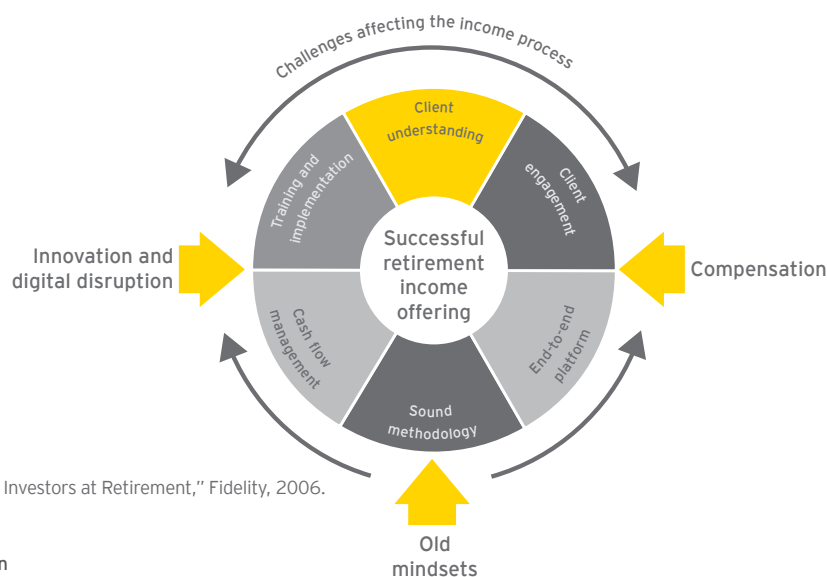 Challenges affecting the income process
Client
understanding
Training and
implementation
Client
engagement
Successful
retirement
income
offering
Innovation and
digital disruption
Compensation
Cash flow
management
End-to-end
platform
Sound
methodology
Investors at Retirement,” Fidelity, 2006.
Old
mindsets